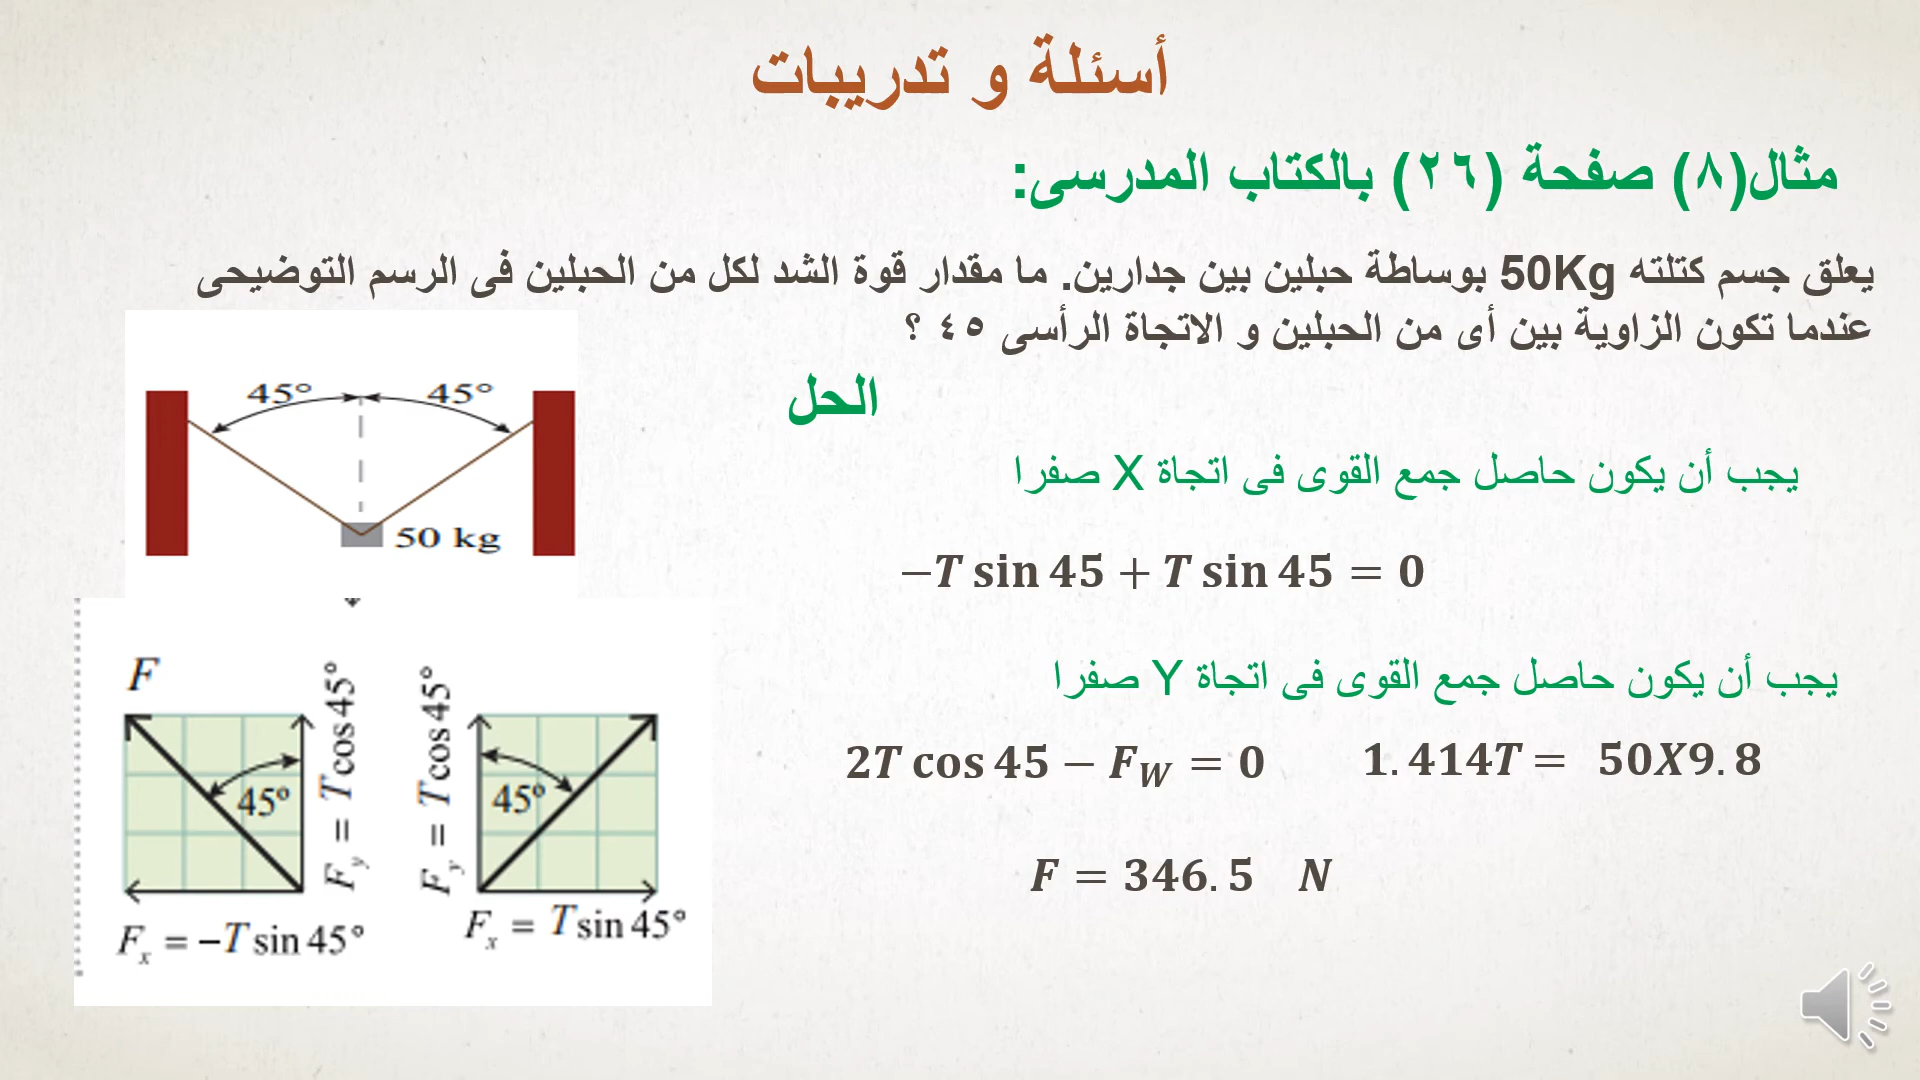 أسئلة و تدريبات
مثال(٨) صفحة (٢٦) بالكتاب المدرسى:
يعلق جسم كتلته 50Kg بوساطة حبلين بين جدارين. ما مقدار قوة الشد لكل من الحبلين فى الرسم التوضيحى
عندما تكون الزاوية بين أى من الحبلين و الاتجاة الرأسى ٤٥ ؟
الحل
45° 45°
50 kg
يجب أن يكون حاصل جمع القوى فى اتجاة X صفرا
−T sin 45 + T sin 45 = 0
يجب أن يكون حاصل جمع القوى فى اتجاة Y صفرا
2T cos 45 − F_W = 0 1.414T = 50X9.8
F = 346.5 N
F
45°
F_y = T cos 45°
F_x = −T sin 45°
F_y = T cos 45°
45°
F_x = T sin 45°